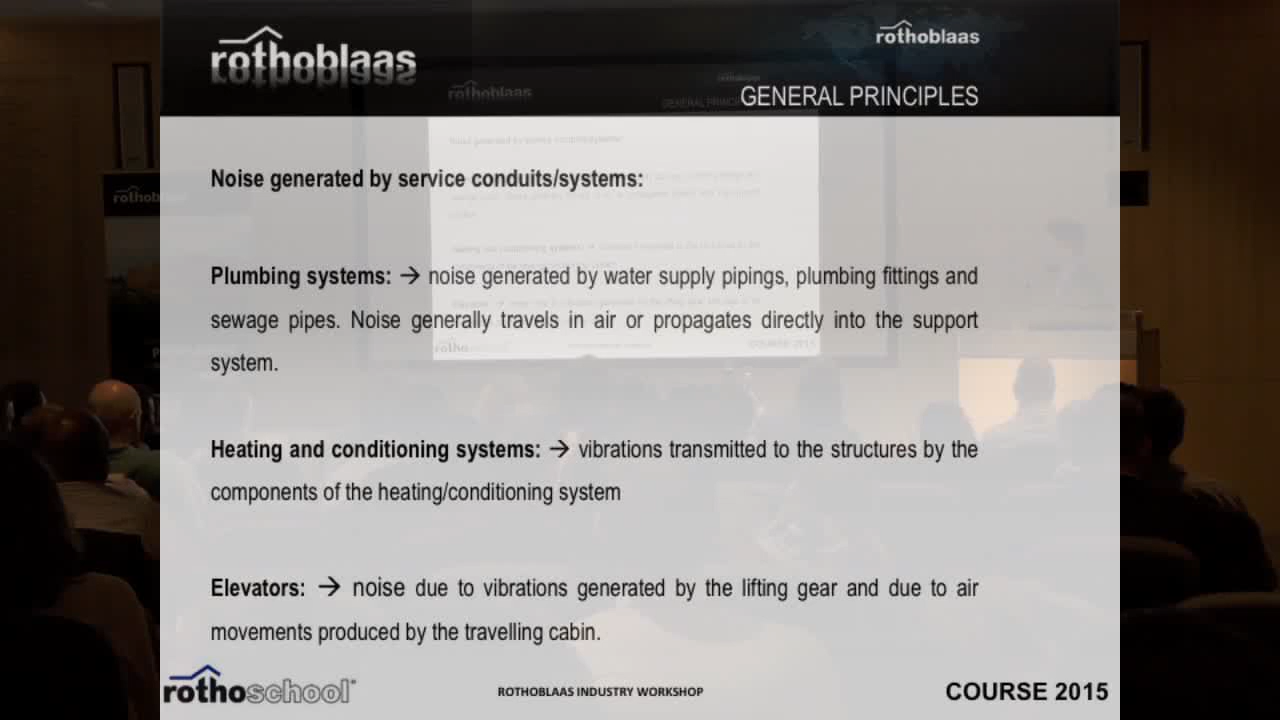 rothoblaas
rothoblaas
GENERAL PRINCIPLES
Noise generated by service conduits/systems:
Plumbing systems: → noise generated by water supply pipings, plumbing fittings and
sewage pipes. Noise generally travels in air or propagates directly into the support
system.
Heating and conditioning systems: → vibrations transmitted to the structures by the
components of the heating/conditioning system
Elevators: → noise due to vibrations generated by the lifting gear and due to air
movements produced by the travelling cabin.
rothoschool
ROTHOBLAAS INDUSTRY WORKSHOP
COURSE 2015